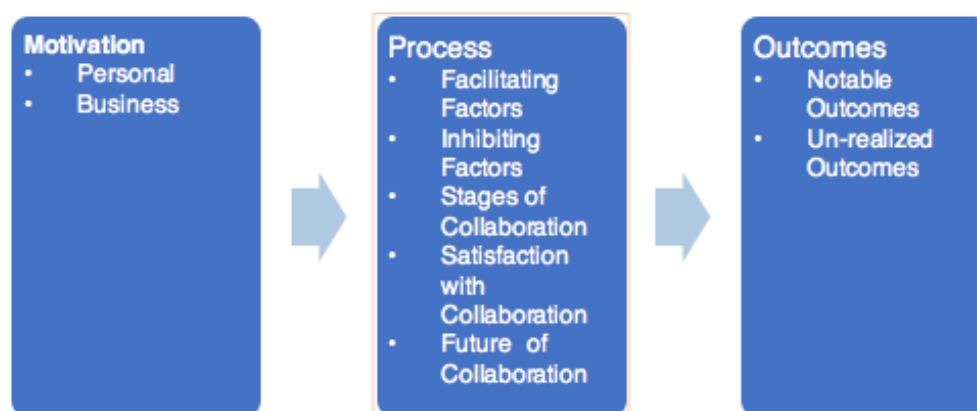 Motivation
• Personal
• Business
Process
• Facilitating
Factors
• Inhibiting
Factors
• Stages of
Collaboration
• Satisfaction
with
Collaboration
• Future of
Collaboration
Outcomes
• Notable
Outcomes
• Un-realized
Outcomes